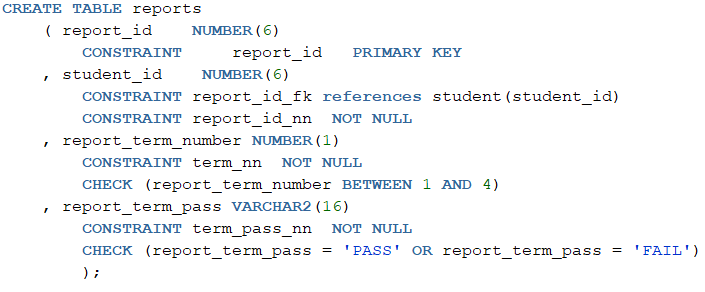 CREATE TABLE reports
( report_id NUMBER(6)
CONSTRAINT report_id PRIMARY KEY
, student_id NUMBER(6)
CONSTRAINT report_id_fk references student(student_id)
CONSTRAINT report_id_nn NOT NULL
, report_term_number NUMBER(1)
CONSTRAINT term_nn NOT NULL
CHECK (report_term_number BETWEEN 1 AND 4)
, report_term_pass VARCHAR2(16)
CONSTRAINT term_pass_nn NOT NULL
CHECK (report_term_pass = 'PASS' OR report_term_pass = 'FAIL')
);